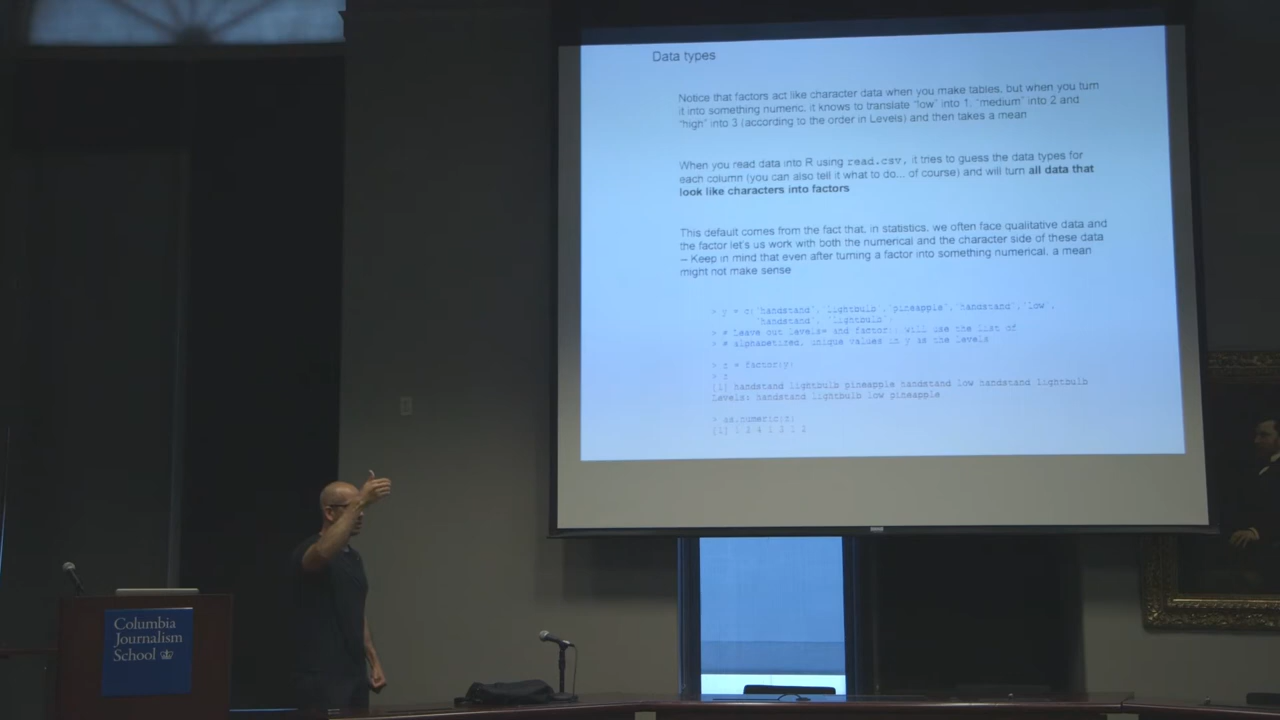 Data types
Notice that factors act like character data when you make tables, but when you turn
it into something numeric, it knows to translate "low" into 1, "medium" into 2 and
"high" into 3 (according to the order in Levels) and then takes a mean
When you read data into R using read.csv, it tries to guess the data types for
each column (you can also tell it what to do... of course) and will turn all data that
look like characters into factors
This default comes from the fact that, in statistics, we often face qualitative data and
the factor let's us work with both the numerical and the character side of these data
– Keep in mind that even after turning a factor into something numerical, a mean
might not make sense
> y = c("handstand", "lightbulb", "pineapple", "handstand", "low",
"handstand", "lightbulb")
> # Leave out levels= and factor() will use the list of
> # alphabetized, unique values in y as the levels
> z = factor(y)
> z
[1] handstand lightbulb pineapple handstand low handstand lightbulb
Levels: handstand lightbulb low pineapple
> as.numeric(z)
[1] 1 2 4 1 3 1 2
Columbia
Journalism
School